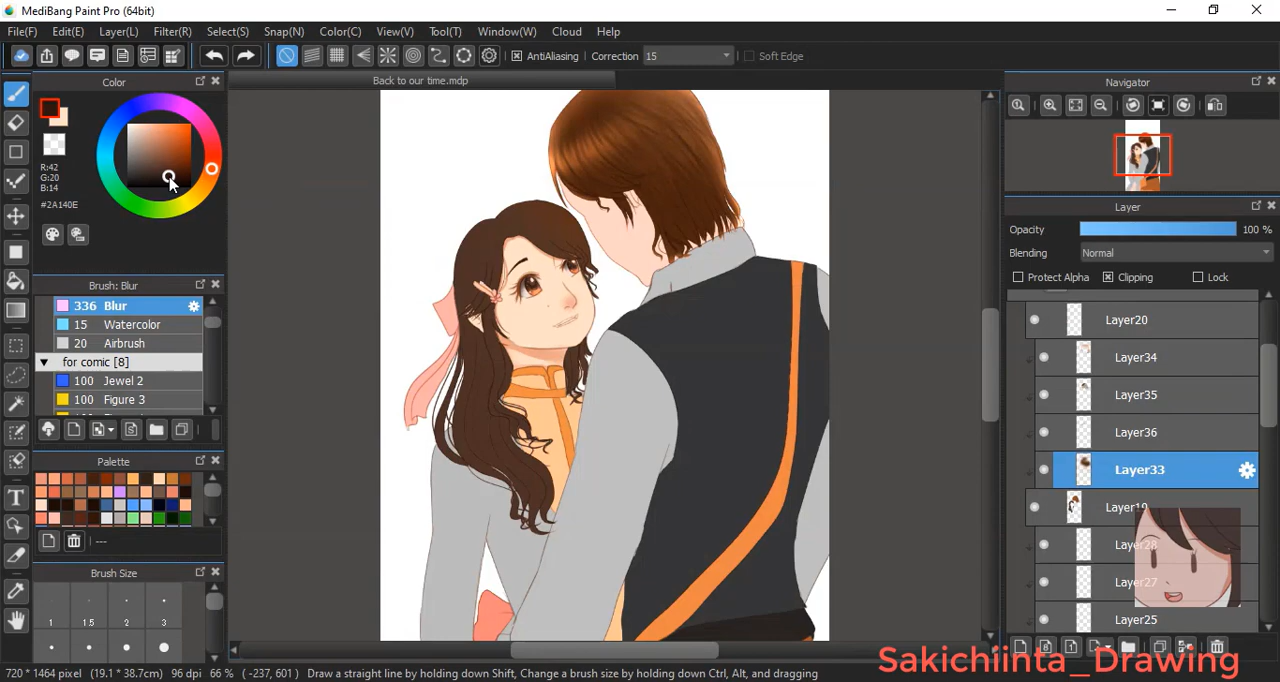 MediBang Paint Pro (64bit)
File(F) Edit(E) Layer(L) Filter(R) Select(S) Snap(N) Color(C) View(V) Tool(T) Window(W) Cloud Help
AntiAliasing Correction 15 Soft Edge
Color
Back to our time.mdp
Navigator
R:42
G:20
B:14
#2A140E
Layer
Opacity 100 %
Blending Normal
Protect Alpha Clipping Lock
Brush: Blur
336 Blur
15 Watercolor
20 Airbrush
for comic [8]
100 Jewel 2
100 Figure 3
Layer20
Layer34
Layer35
Layer36
Layer33
Layer19
Layer28
Layer27
Layer25
Palette
---
Brush Size
1 1.5 2 3
Sakichiinta_Drawing
720 * 1464 pixel (19.1 * 38.7cm) 96 dpi 66 % (-237, 601) Draw a straight line by holding down Shift, Change a brush size by holding down Ctrl, Alt, and dragging